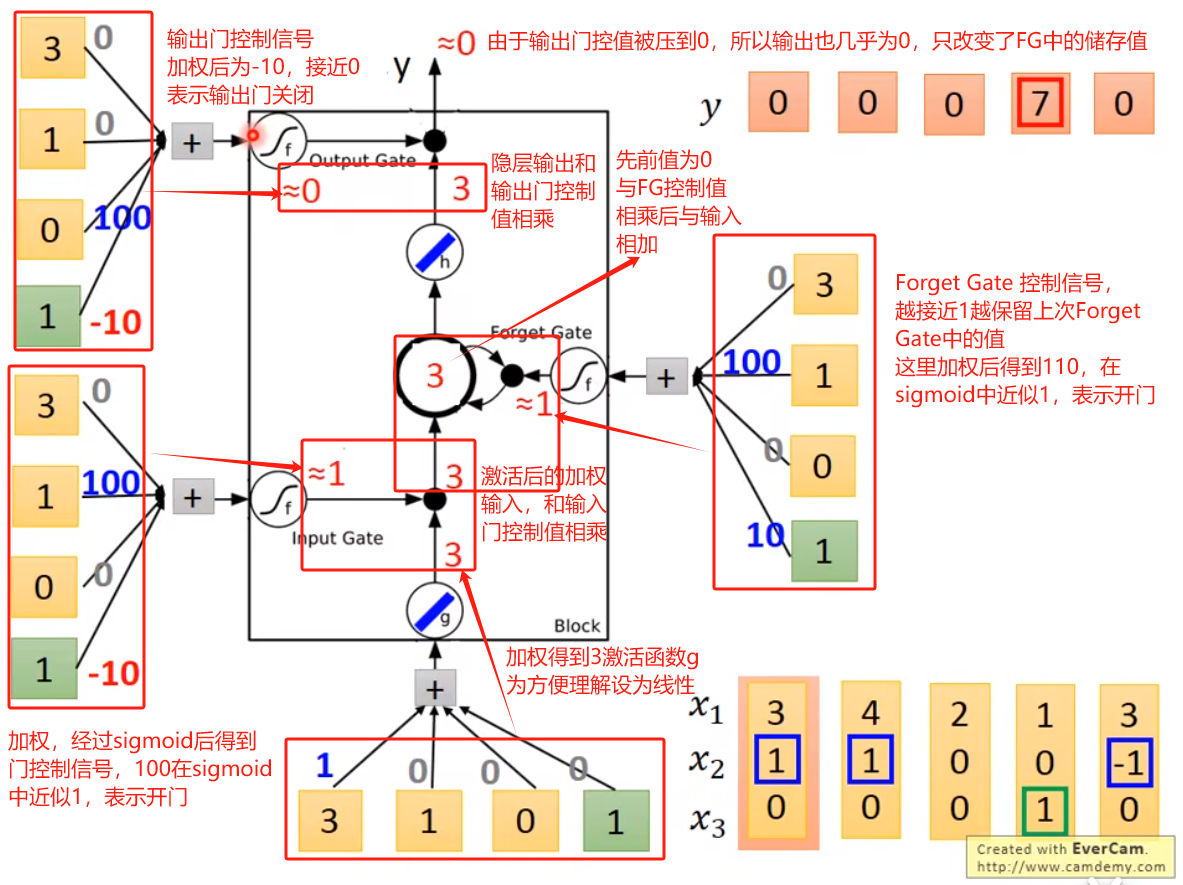 3
0
1
0
0
100
1
-10
+
输出门控制信号
加权后为-10，接近0
表示输出门关闭
≈0
由于输出门控值被压到0，所以输出也几乎为0，只改变了FG中的储存值
y
y
0
0
0
7
0
f
Output Gate
≈0
3
隐层输出和
输出门控制
值相乘
先前值为0
与FG控制值
相乘后与输入
相加
h
Forget Gate
3
f
≈1
+
0
3
100
1
0
0
10
1
Forget Gate 控制信号，
越接近1越保留上次Forget
Gate中的值
这里加权后得到110，在
sigmoid中近似1，表示开门
3
0
1
100
0
0
1
-10
+
f
≈1
3
Input Gate
3
激活后的加权
输入，和输入
门控制值相乘
g
Block
加权得到3激活函数g
为方便理解设为线性
+
加权，经过sigmoid后得到
门控制信号，100在sigmoid
中近似1，表示开门
1
0
0
0
3
1
0
1
x1
3
4
2
1
3
x2
1
1
0
0
-1
x3
0
0
0
1
0
Created with EverCam.
http://www.camdemy.com